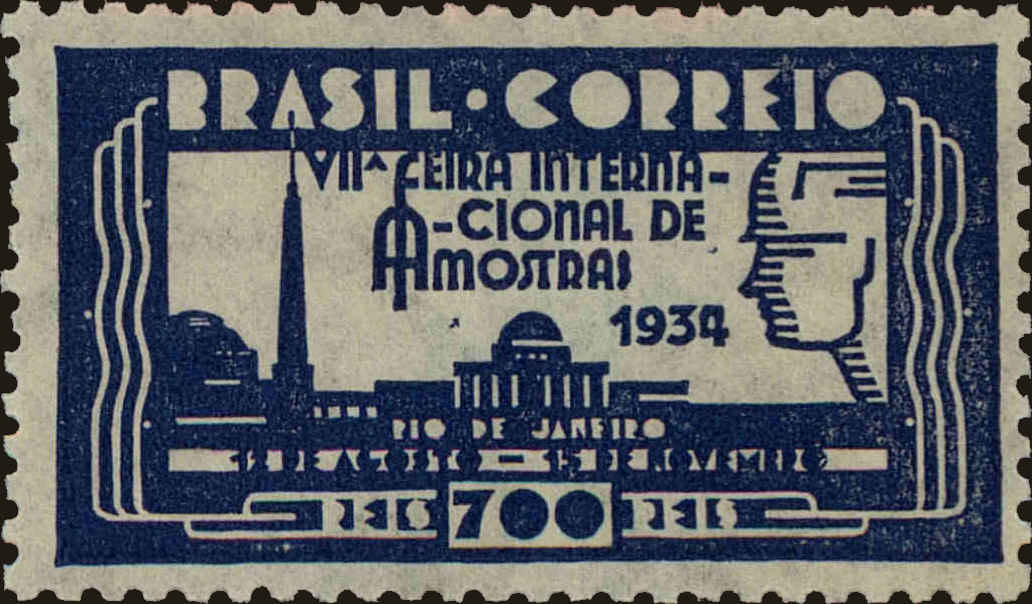 BRASIL · CORREIO
VIIᴬ FEIRA INTERNA-
-CIONAL DE
AMOSTRAS
1934
RIO DE JANEIRO
12 DE AGOSTO - 15 DE NOVEMBRO
REIS 700 REIS